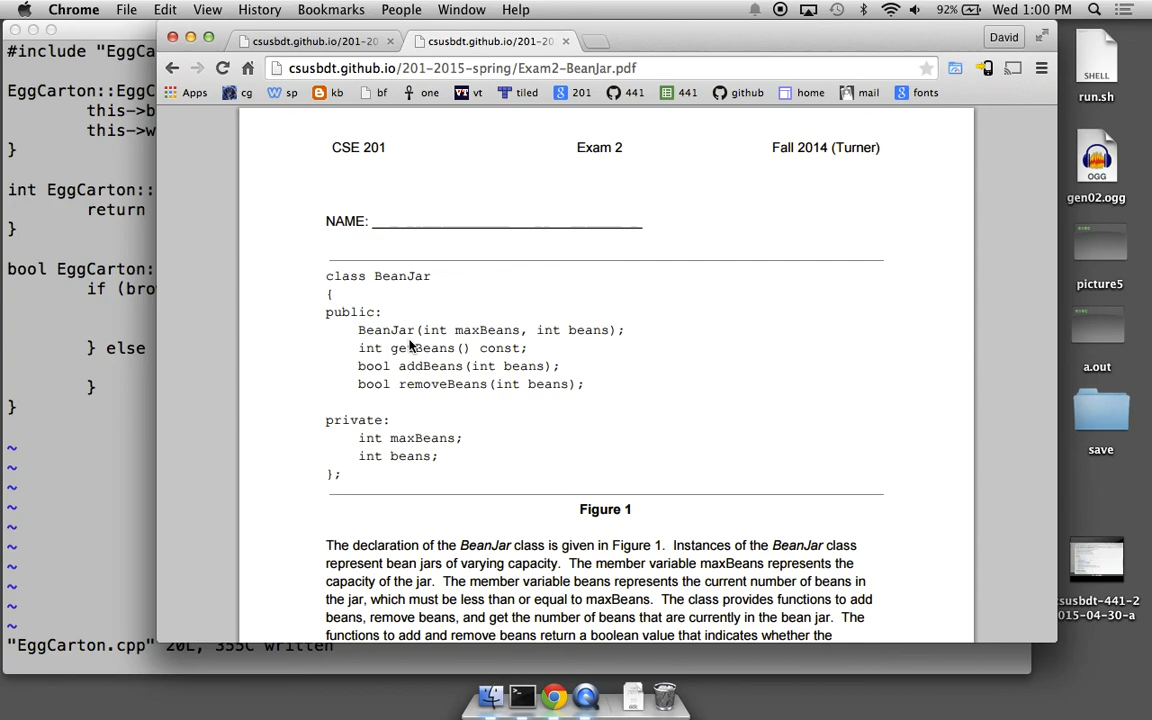 Chrome File Edit View History Bookmarks People Window Help 92% Wed 1:00 PM
csusbdt.github.io/201-20 × csusbdt.github.io/201-20 × David
csusbdt.github.io/201-2015-spring/Exam2-BeanJar.pdf
Apps cg sp kb bf one vt tiled 201 441 441 github home mail fonts
#include "EggCa
EggCarton::EggC
this->b
this->w
}
int EggCarton::
return
}
bool EggCarton:
if (brow
} else
}
}
~
~
~
~
~
~
~
~
~
~
"EggCarton.cpp" 20L, 355C written
CSE 201 Exam 2 Fall 2014 (Turner)
NAME:
class BeanJar
{
public:
BeanJar(int maxBeans, int beans);
int getBeans() const;
bool addBeans(int beans);
bool removeBeans(int beans);
private:
int maxBeans;
int beans;
};
Figure 1
The declaration of the BeanJar class is given in Figure 1. Instances of the BeanJar class
represent bean jars of varying capacity. The member variable maxBeans represents the
capacity of the jar. The member variable beans represents the current number of beans in
the jar, which must be less than or equal to maxBeans. The class provides functions to add
beans, remove beans, and get the number of beans that are currently in the bean jar. The
functions to add and remove beans return a boolean value that indicates whether the
SHELL
run.sh
OGG
gen02.ogg
picture5
a.out
save
csusbdt-441-2
015-04-30-a